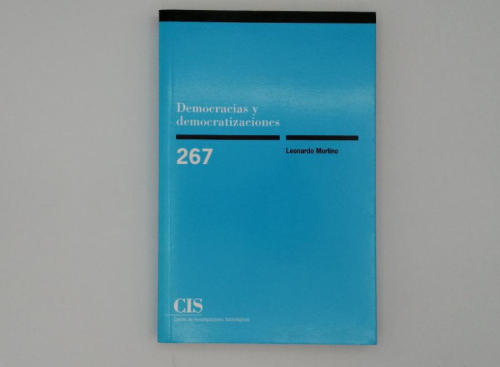 Democracias y
democratizaciones
267
Leonardo Morlino
CIS
Centro de Investigaciones Sociológicas